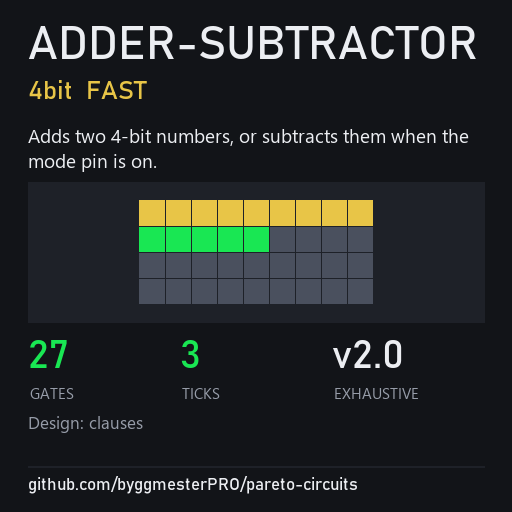 ADDER-SUBTRACTOR
4bit FAST
Adds two 4-bit numbers, or subtracts them when the
mode pin is on.
27 3 v2.0
GATES TICKS EXHAUSTIVE
Design: clauses
github.com/byggmesterPRO/pareto-circuits